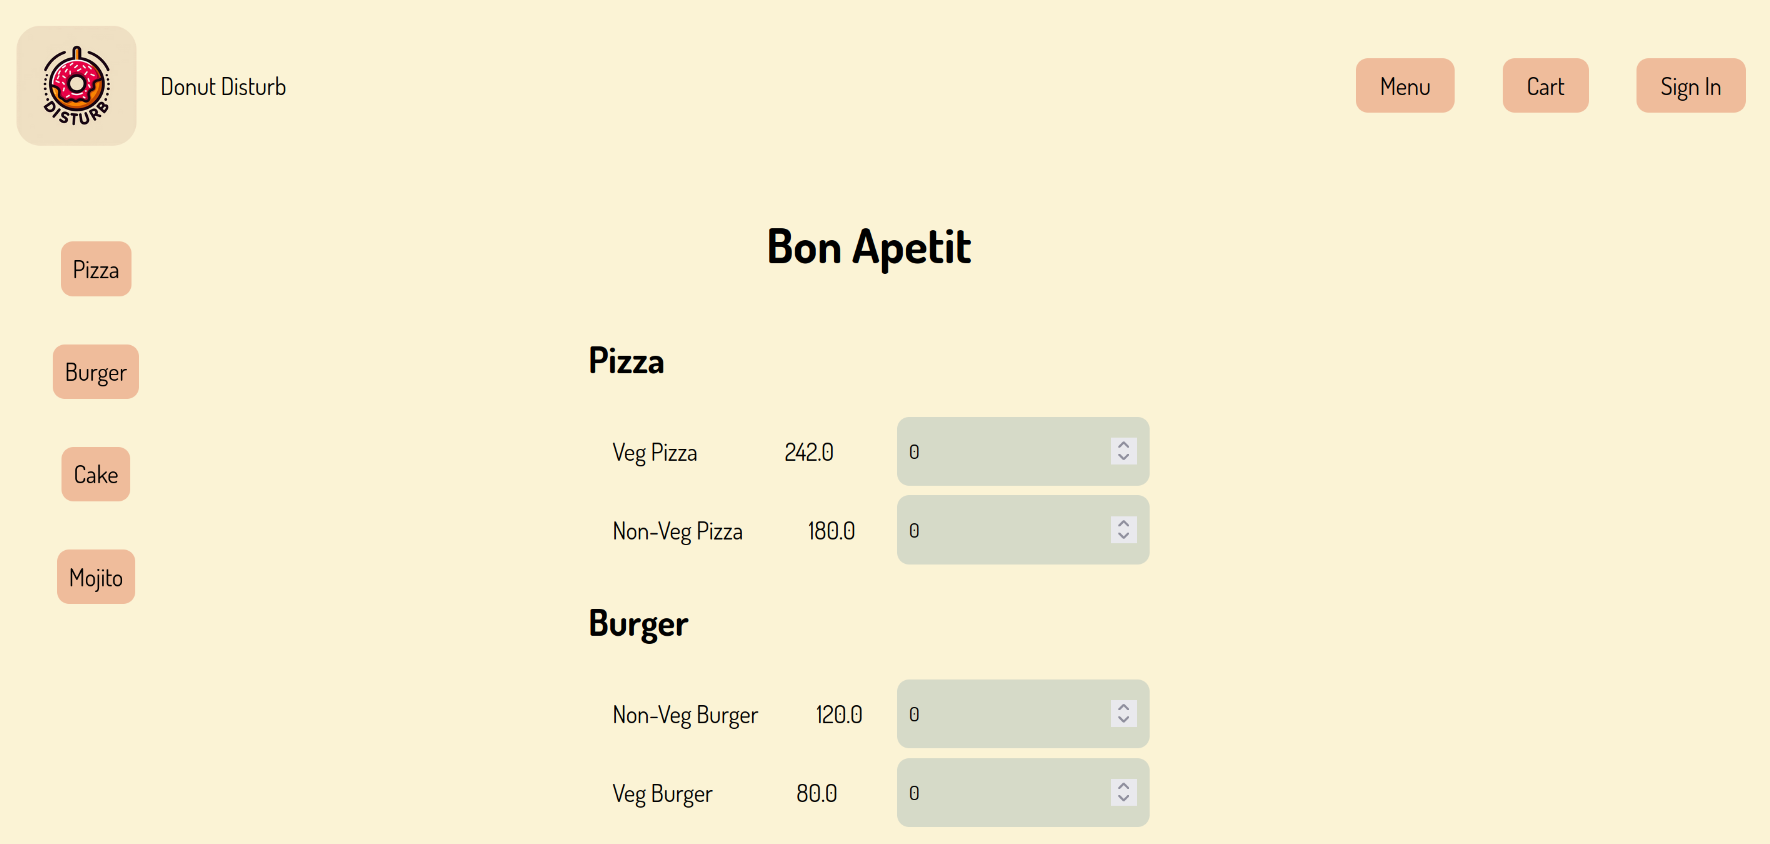 DISTURB
Donut Disturb
Menu
Cart
Sign In
Pizza
Burger
Cake
Mojito
Bon Apetit
Pizza
Veg Pizza 242.0 0
Non-Veg Pizza 180.0 0
Burger
Non-Veg Burger 120.0 0
Veg Burger 80.0 0